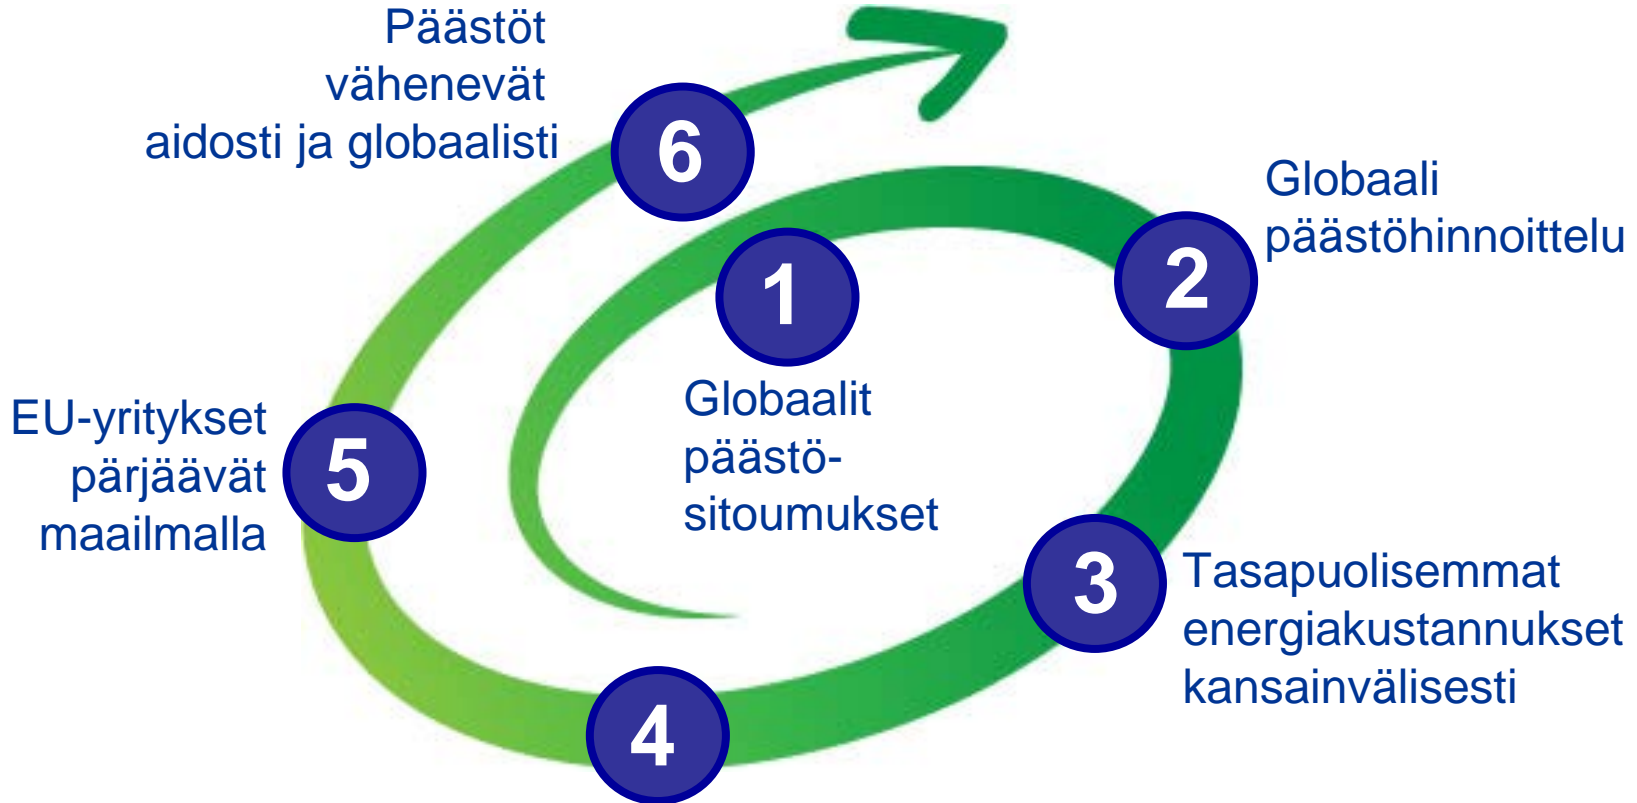 1
Globaalit
päästö-
sitoumukset
2
Globaali
päästöhinnoittelu
3
Tasapuolisemmat
energiakustannukset
kansainvälisesti
4
5
EU-yritykset
pärjäävät
maailmalla
6
Päästöt
vähenevät
aidosti ja globaalisti